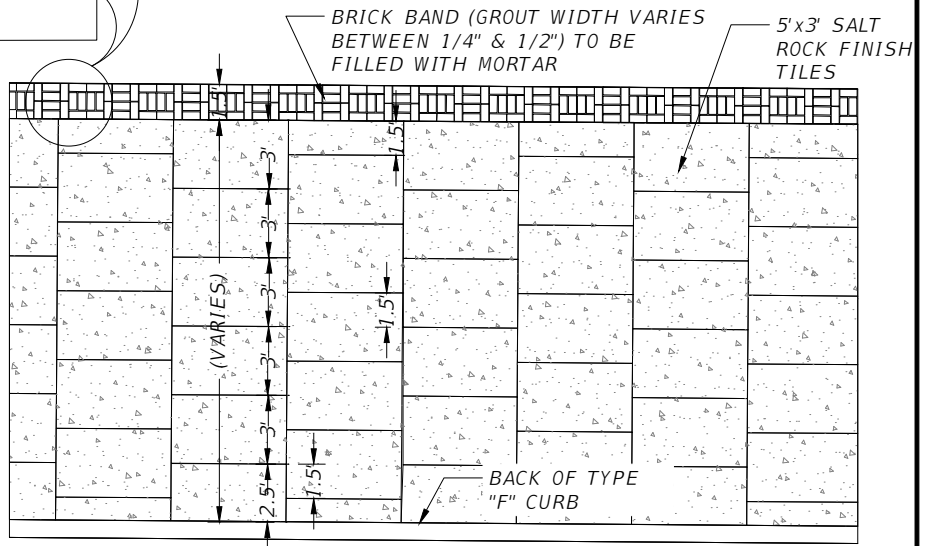 BRICK BAND (GROUT WIDTH VARIES
BETWEEN 1/4" & 1/2") TO BE
FILLED WITH MORTAR
5'x3' SALT
ROCK FINISH
TILES
1.5'
1.5'
3'
3'
3'
3'
3'
2.5'
(VARIES)
1.5'
1.5'
BACK OF TYPE
"F" CURB